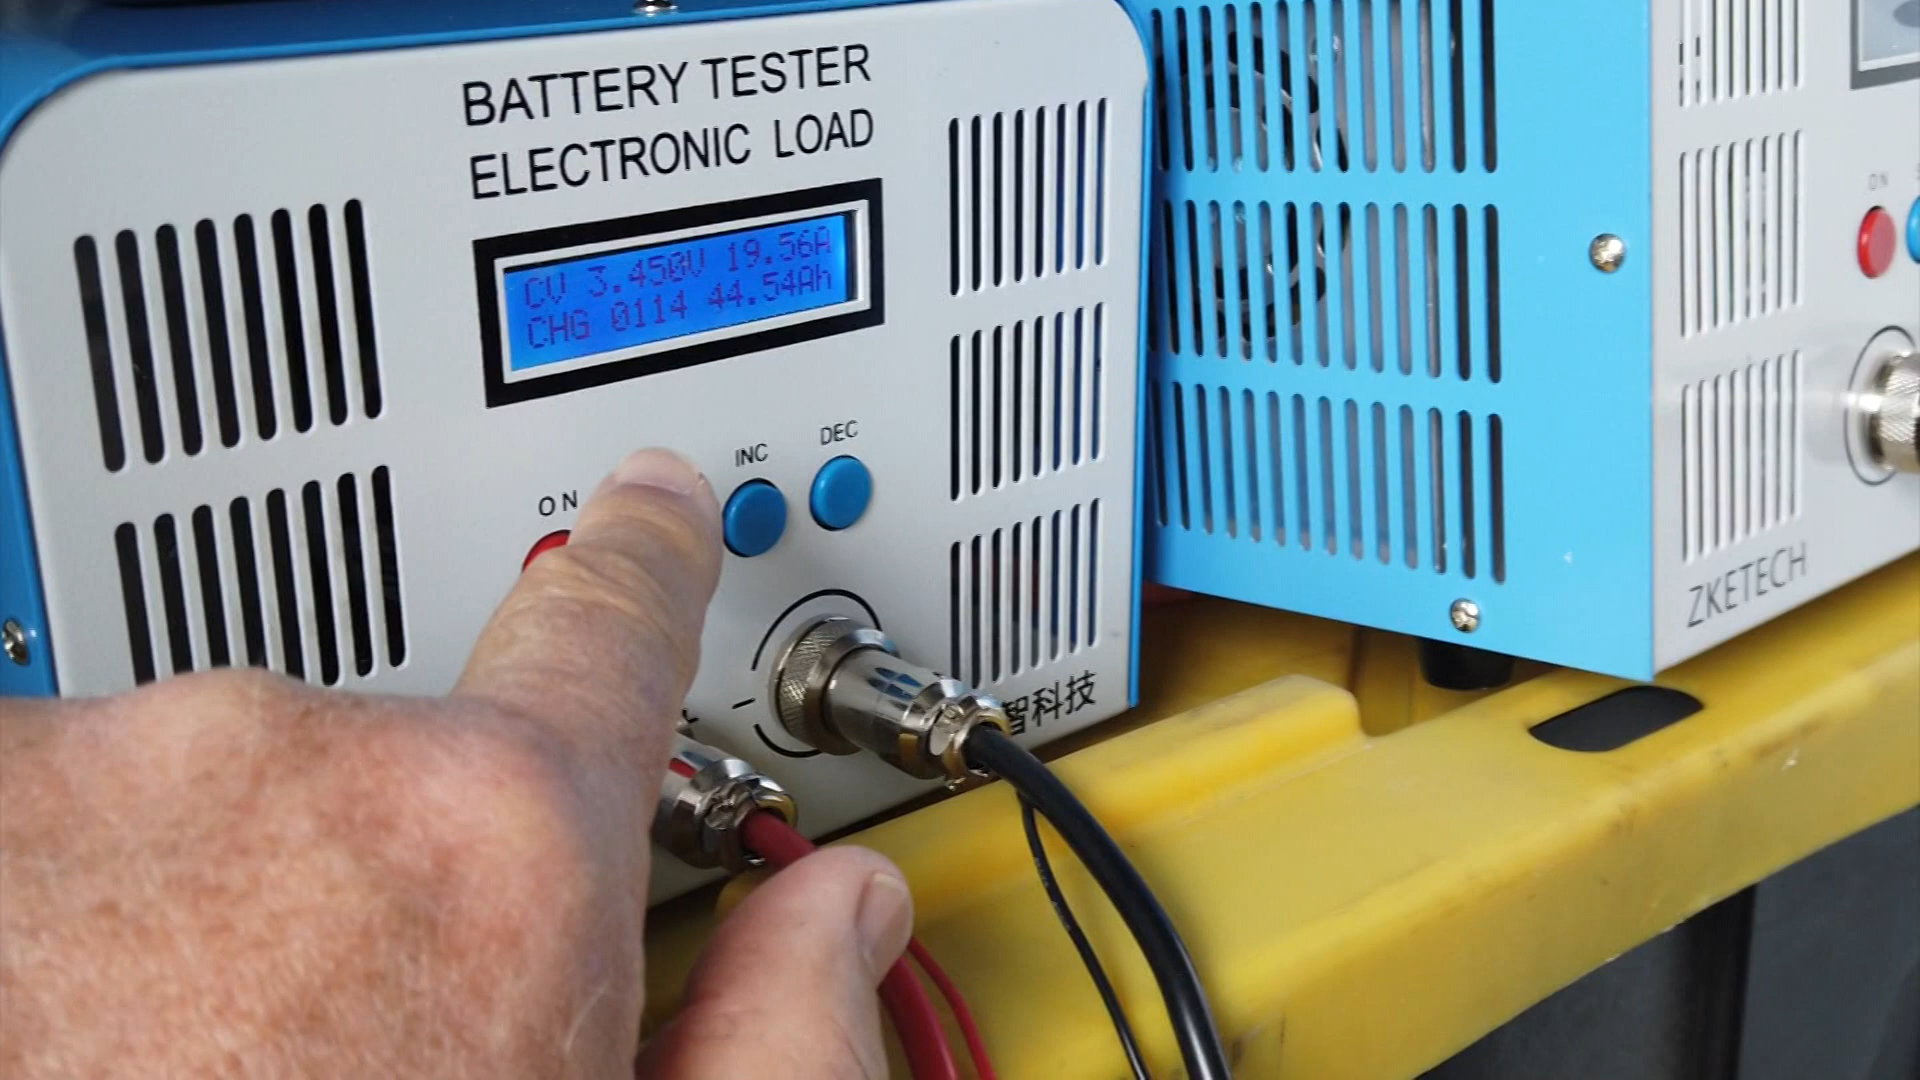 BATTERY TESTER
ELECTRONIC LOAD
CV 3.450V 19.56A
CHG 0114 44.54Ah
ON
INC
DEC
+
-
智科技
ON
ZKETECH